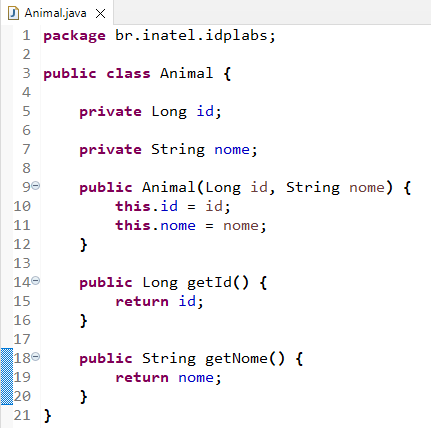 Animal.java
1 package br.inatel.idplabs;
2
3 public class Animal {
4
5     private Long id;
6
7     private String nome;
8
9     public Animal(Long id, String nome) {
10         this.id = id;
11         this.nome = nome;
12     }
13
14     public Long getId() {
15         return id;
16     }
17
18     public String getNome() {
19         return nome;
20     }
21 }